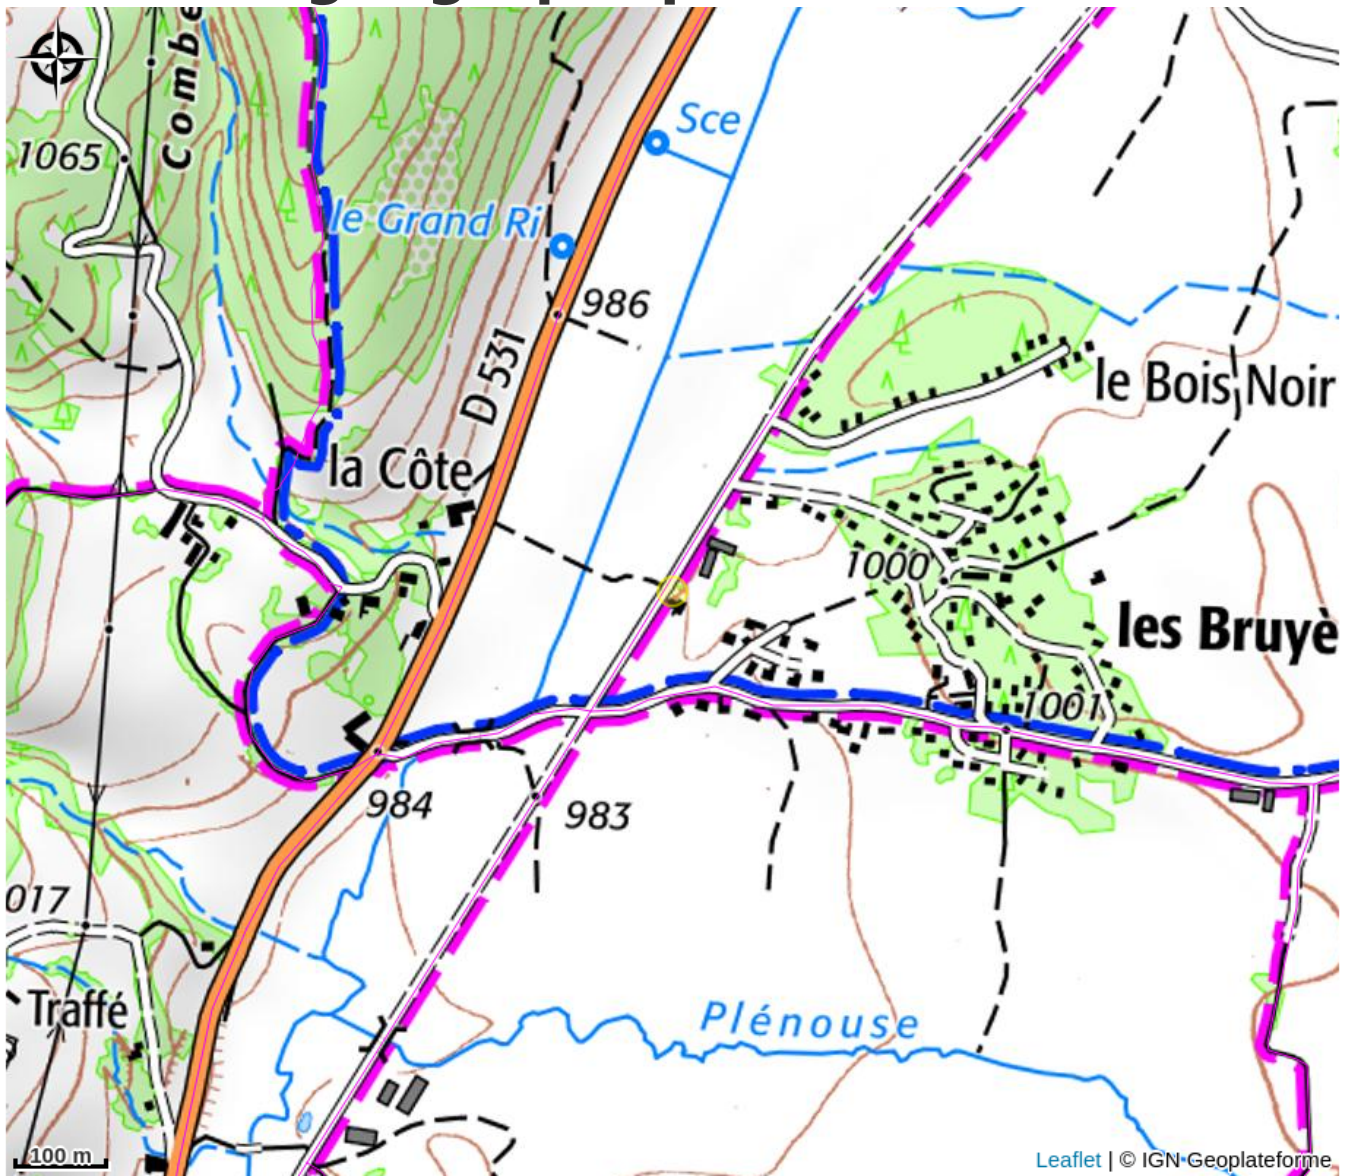 Combe
Sce
1065
le Grand Ri
986
D 531
le Bois Noir
la Côte
1000
les Bruyè
1001
984
983
017
Traffé
Plénouse
100 m
Leaflet | © IGN-Geoplateforme